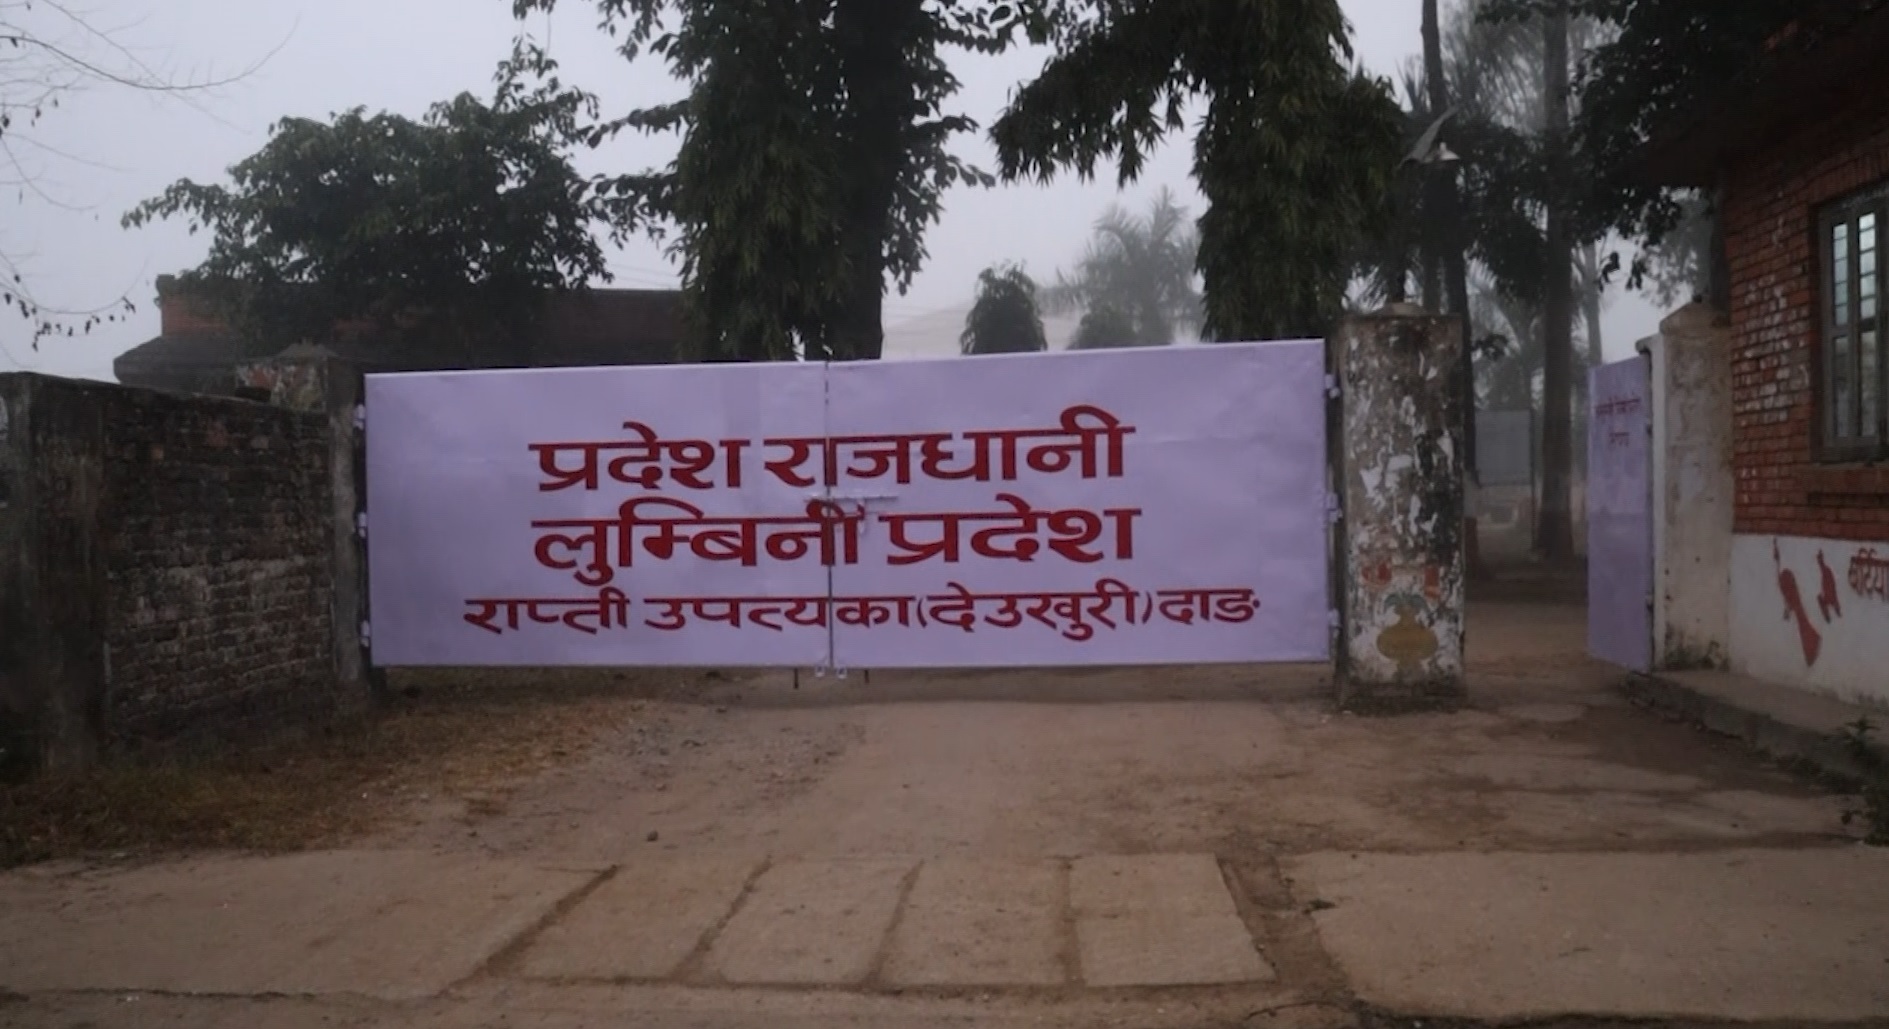 प्रदेश राजधानी
लुम्बिनी प्रदेश
राप्ती उपत्यका(देउखुरी)दाङ